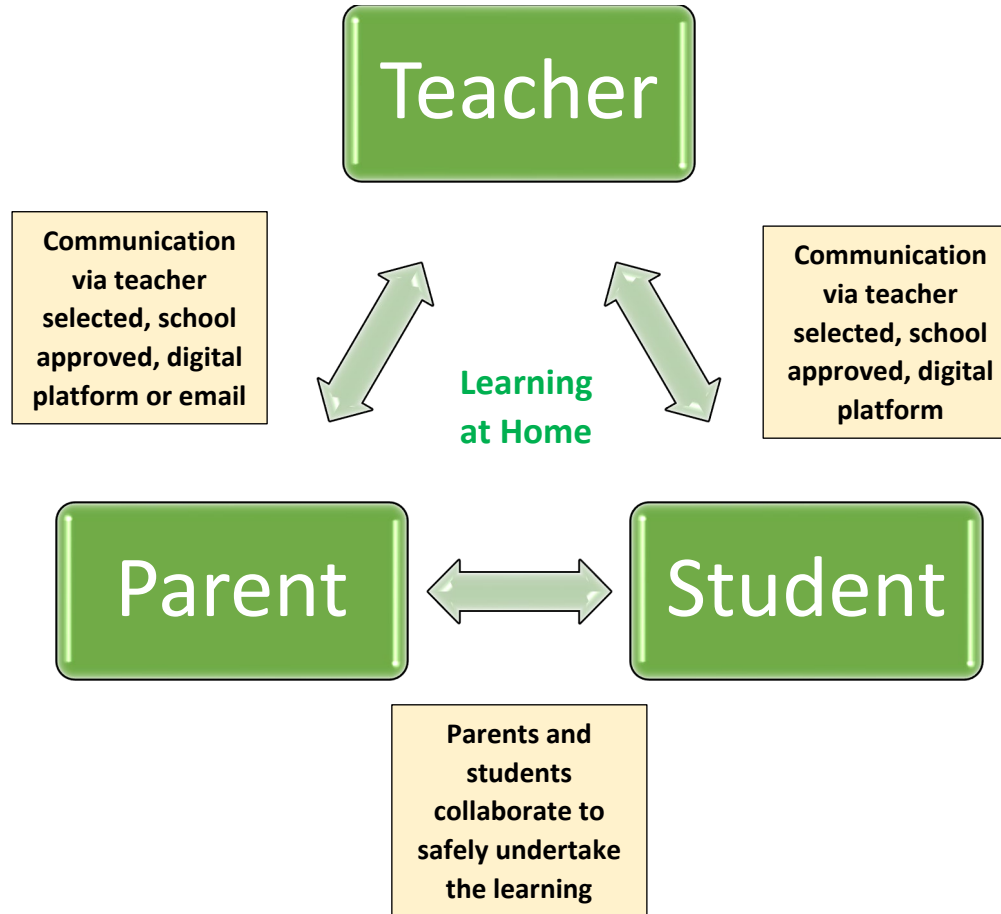 Teacher
Communication
via teacher
selected, school
approved, digital
platform or email
Communication
via teacher
selected, school
approved, digital
platform
Learning
at Home
Parent
Student
Parents and
students
collaborate to
safely undertake
the learning